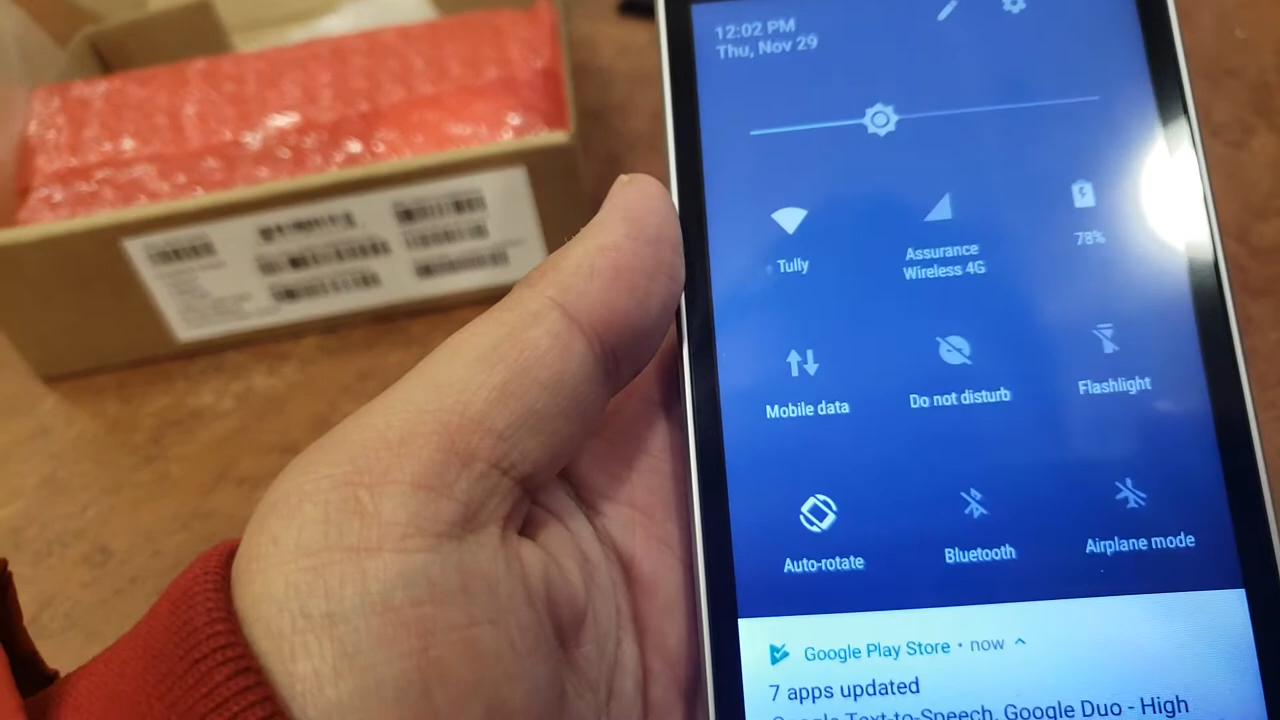 12:02 PM
Thu, Nov 29
Tully
Assurance
Wireless 4G
78%
Mobile data
Do not disturb
Flashlight
Auto-rotate
Bluetooth
Airplane mode
Google Play Store • now
7 apps updated
Google Text-to-Speech, Google Duo - High